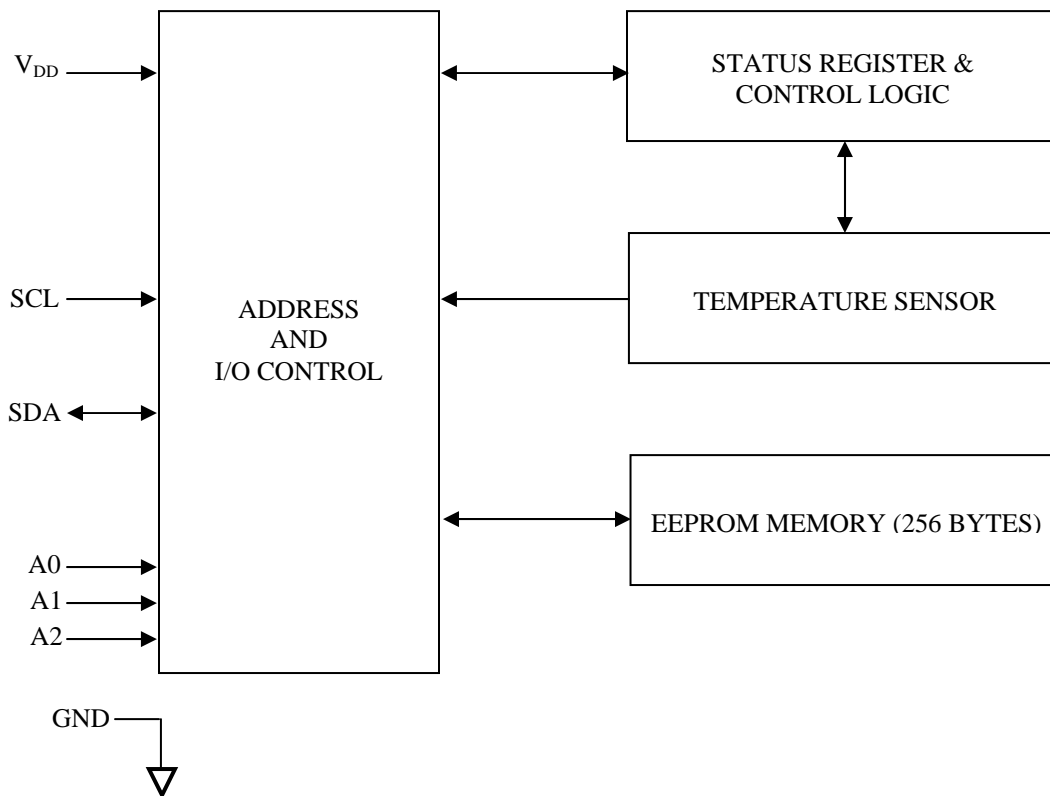 V_DD
STATUS REGISTER &
CONTROL LOGIC
SCL
ADDRESS
AND
I/O CONTROL
TEMPERATURE SENSOR
SDA
EEPROM MEMORY (256 BYTES)
A0
A1
A2
GND